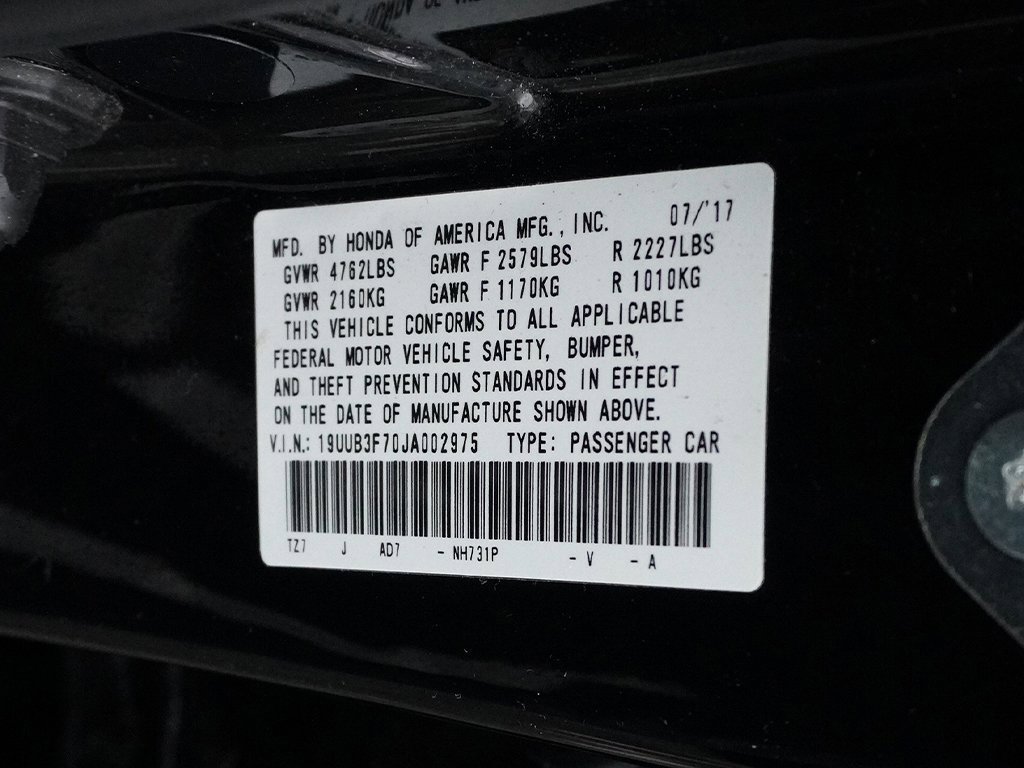 MFD. BY HONDA OF AMERICA MFG., INC. 07/'17
GVWR 4762LBS GAWR F 2579LBS R 2227LBS
GVWR 2160KG GAWR F 1170KG R 1010KG
THIS VEHICLE CONFORMS TO ALL APPLICABLE
FEDERAL MOTOR VEHICLE SAFETY, BUMPER,
AND THEFT PREVENTION STANDARDS IN EFFECT
ON THE DATE OF MANUFACTURE SHOWN ABOVE.
V.I.N.: 19UUB3F70JA002975 TYPE: PASSENGER CAR
TZ7 J AD7 - NH731P - V - A